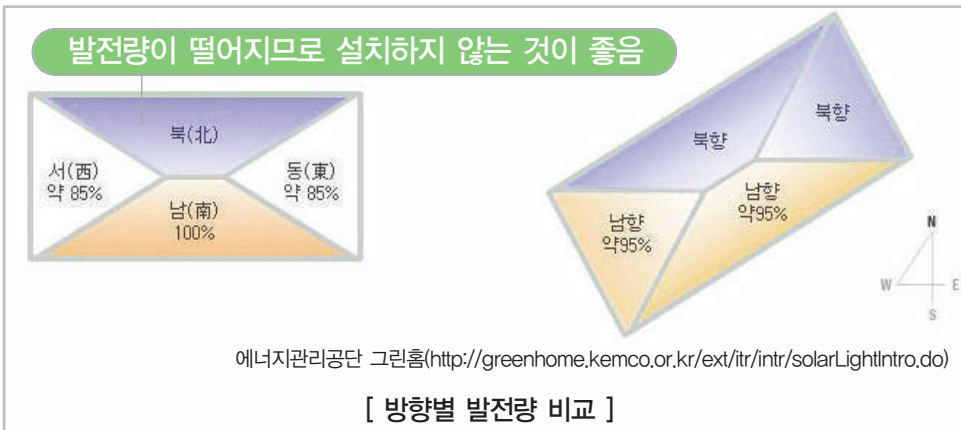 발전량이 떨어지므로 설치하지 않는 것이 좋음
북(北)
서(西)
약 85%
동(東)
약 85%
남(南)
100%
북향
북향
남향
약95%
남향
약95%
N
W
E
S
에너지관리공단 그린홈(http://greenhome.kemco.or.kr/ext/itr/intr/solarLightIntro.do)
[ 방향별 발전량 비교 ]